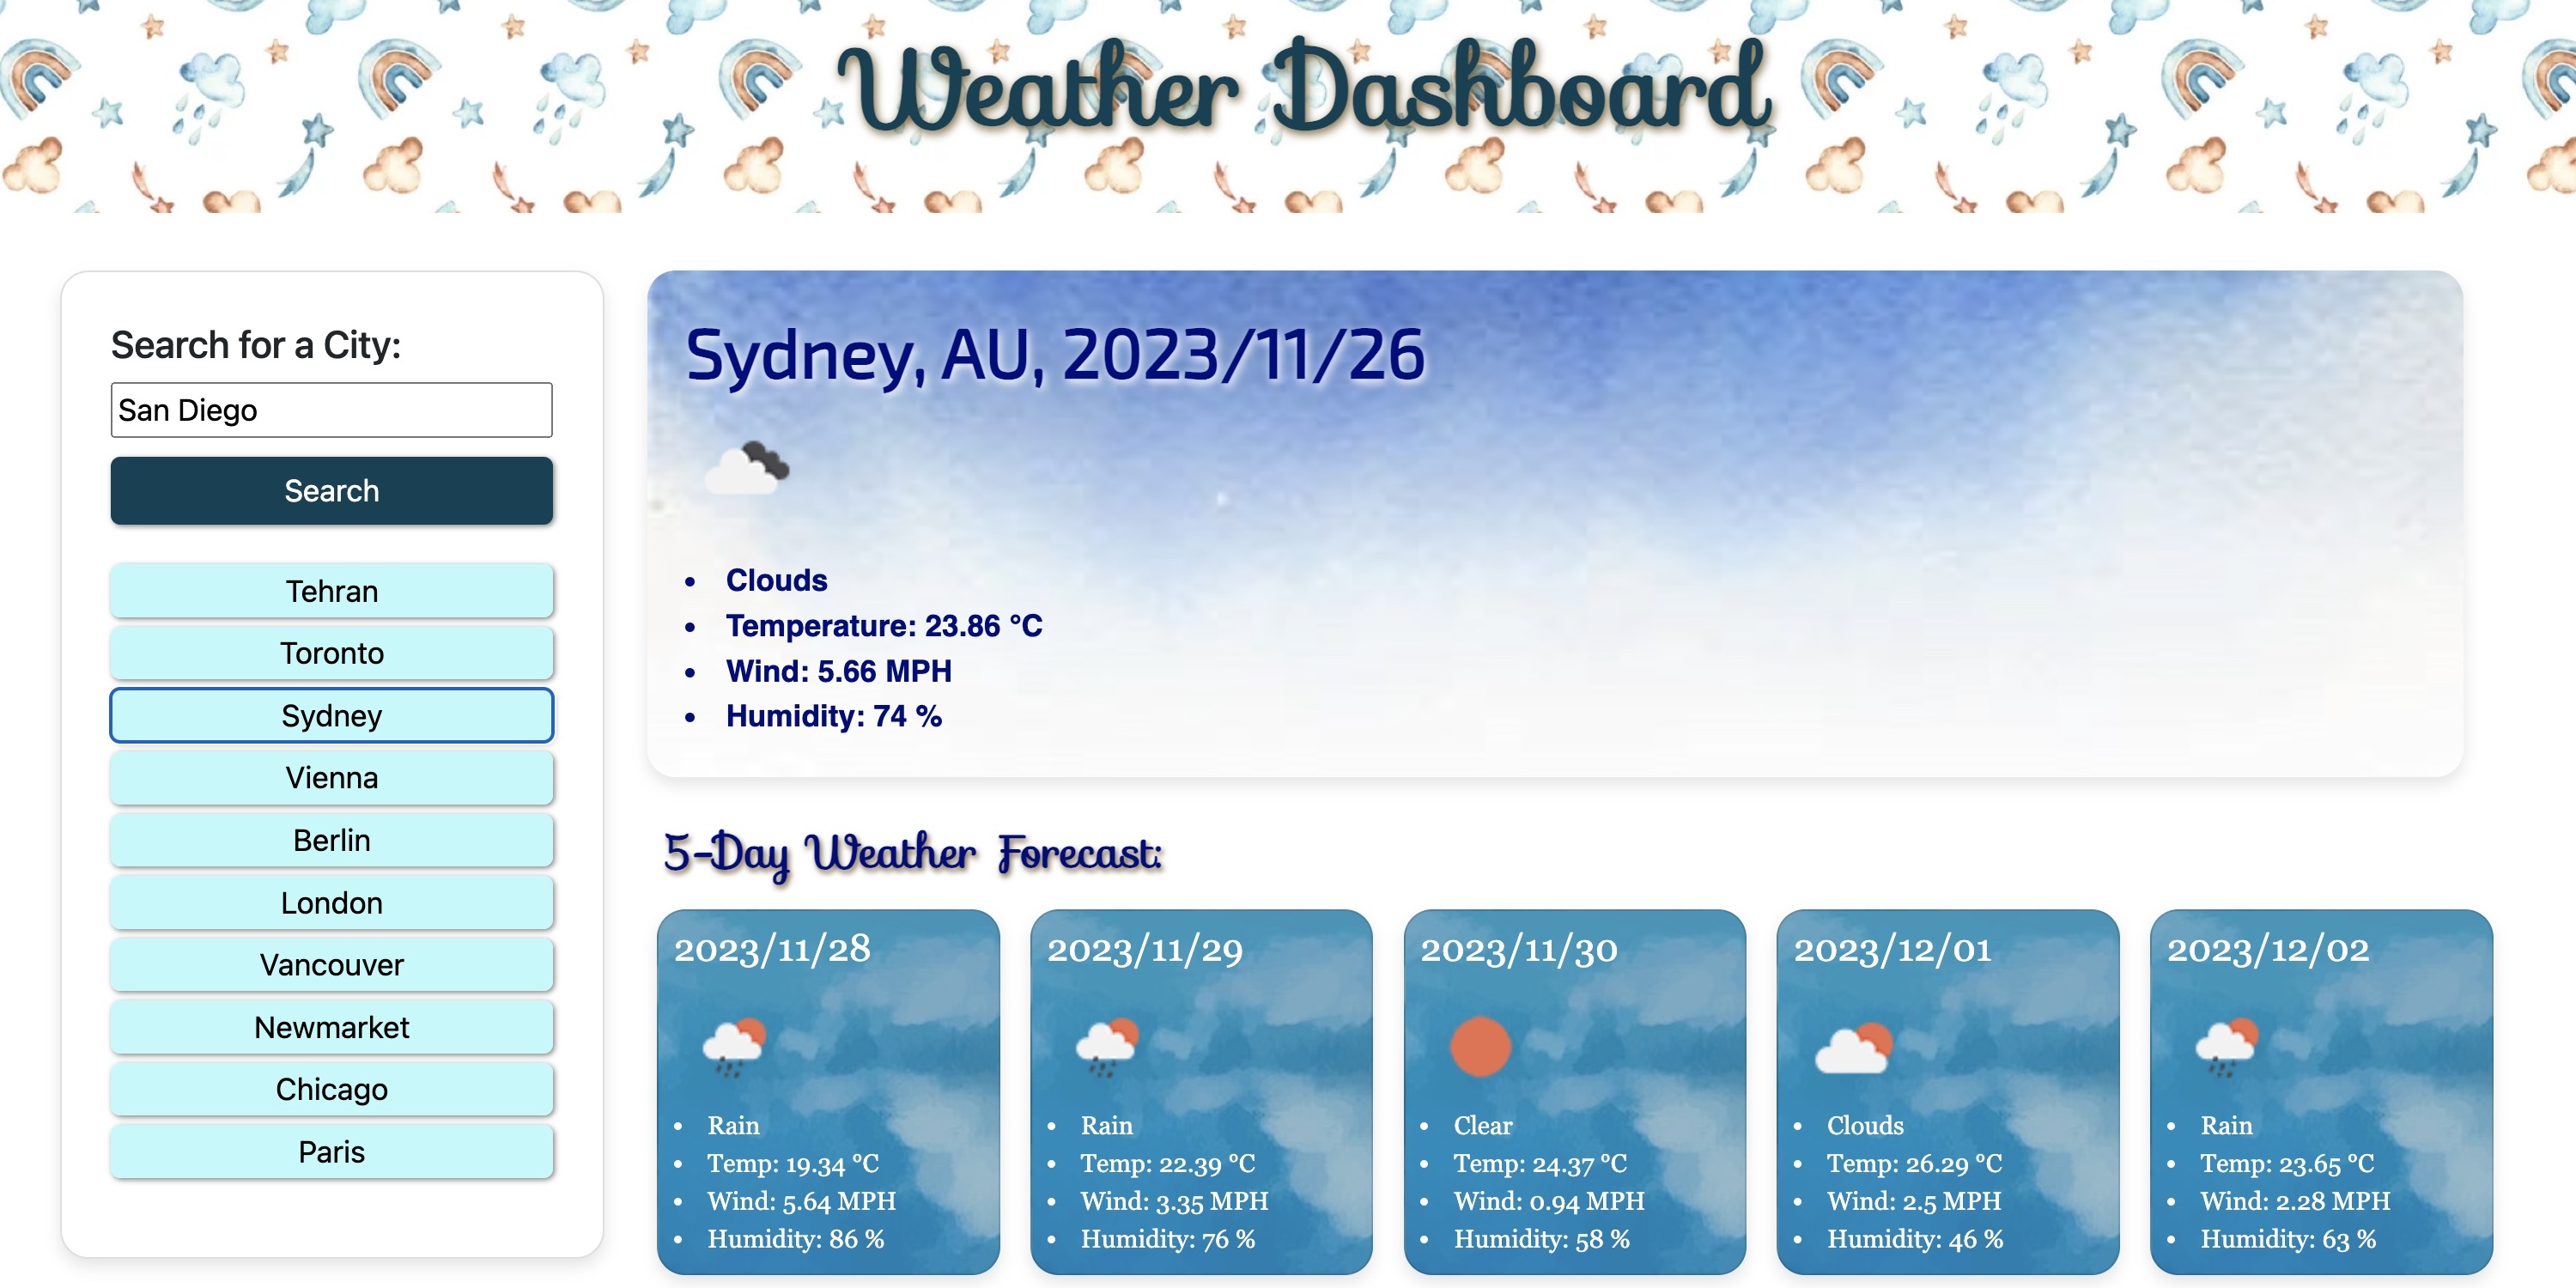 Weather Dashboard
Search for a City:
San Diego
Search
Tehran
Toronto
Sydney
Vienna
Berlin
London
Vancouver
Newmarket
Chicago
Paris
Sydney, AU, 2023/11/26
• Clouds
• Temperature: 23.86 °C
• Wind: 5.66 MPH
• Humidity: 74 %
5-Day Weather Forecast:
2023/11/28
• Rain
• Temp: 19.34 °C
• Wind: 5.64 MPH
• Humidity: 86 %
2023/11/29
• Rain
• Temp: 22.39 °C
• Wind: 3.35 MPH
• Humidity: 76 %
2023/11/30
• Clear
• Temp: 24.37 °C
• Wind: 0.94 MPH
• Humidity: 58 %
2023/12/01
• Clouds
• Temp: 26.29 °C
• Wind: 2.5 MPH
• Humidity: 46 %
2023/12/02
• Rain
• Temp: 23.65 °C
• Wind: 2.28 MPH
• Humidity: 63 %